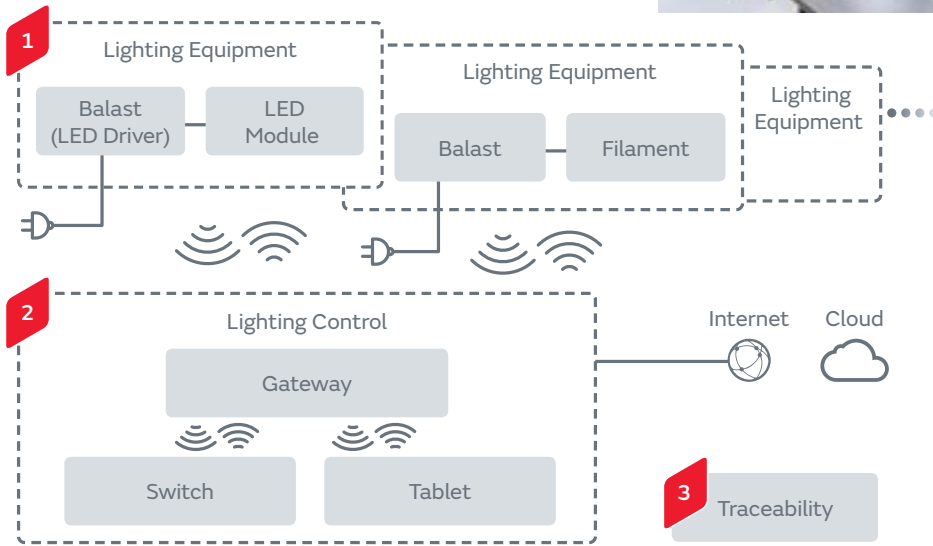 1
Lighting Equipment
Balast
(LED Driver)
LED
Module
Lighting Equipment
Balast
Filament
Lighting
Equipment
2
Lighting Control
Gateway
Switch
Tablet
Internet
Cloud
3
Traceability